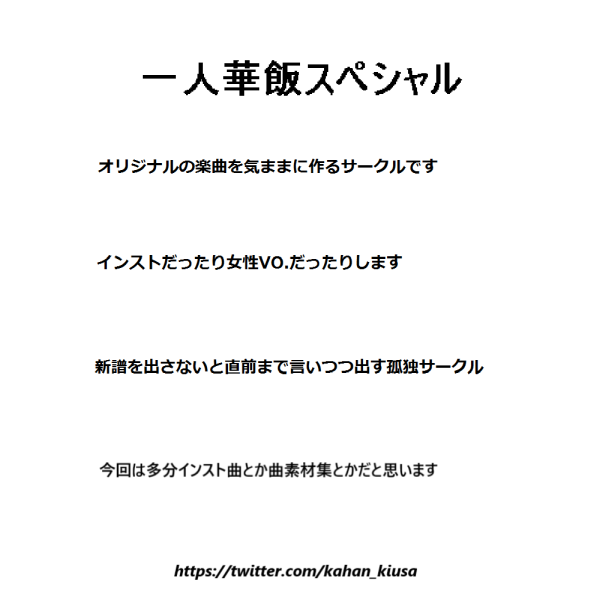 一人華飯スペシャル
オリジナルの楽曲を気ままに作るサークルです
インストだったり女性VO.だったりします
新譜を出さないと直前まで言いつつ出す孤独サークル
今回は多分インスト曲とか曲素材集とかだと思います
https://twitter.com/kahan_kiusa